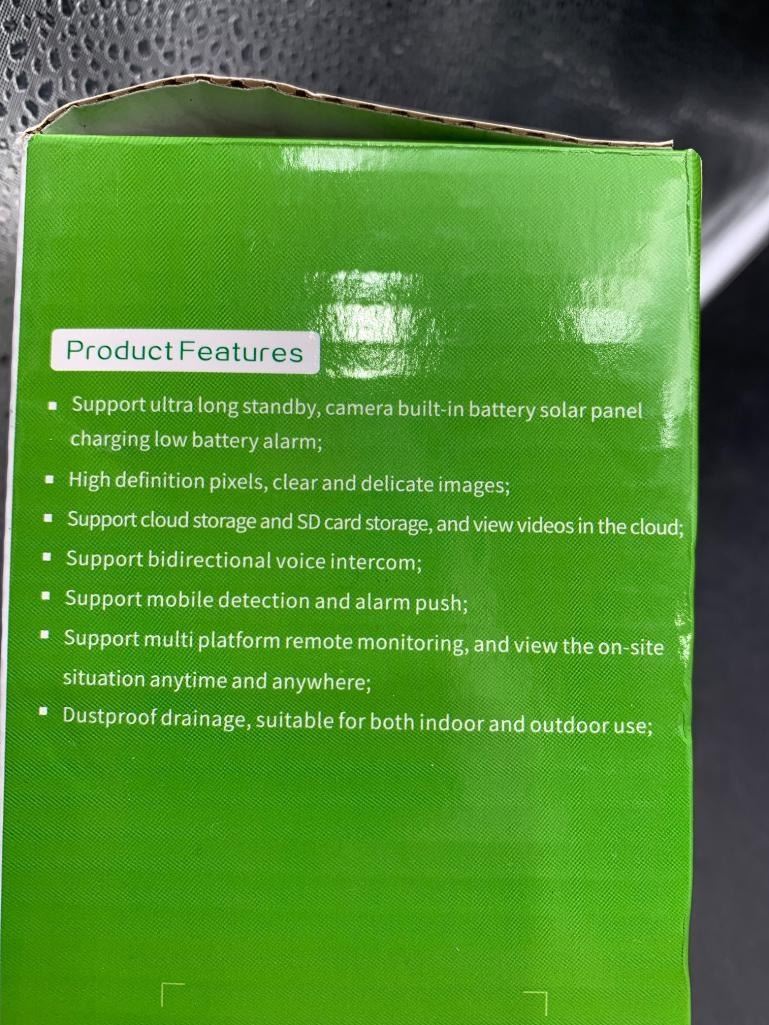 Product Features
▪ Support ultra long standby, camera built-in battery solar panel
charging low battery alarm;
▪ High definition pixels, clear and delicate images;
▪ Support cloud storage and SD card storage, and view videos in the cloud;
▪ Support bidirectional voice intercom;
▪ Support mobile detection and alarm push;
▪ Support multi platform remote monitoring, and view the on-site
situation anytime and anywhere;
▪ Dustproof drainage, suitable for both indoor and outdoor use;